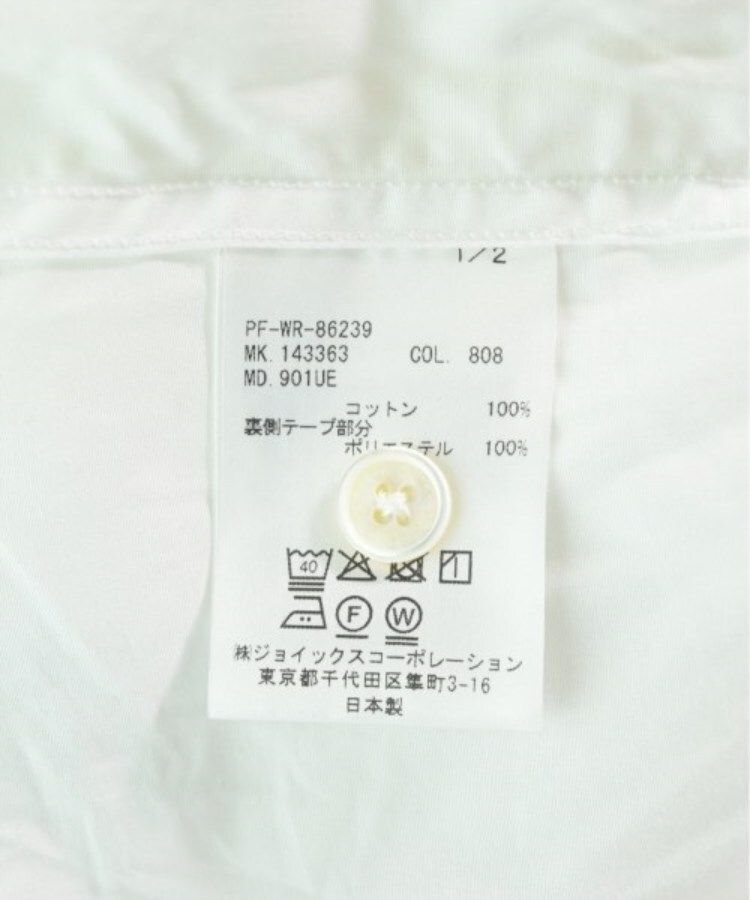 1/2
PF-WR-86239
MK. 143363 COL. 808
MD. 901UE
コットン 100%
裏側テープ部分
ポリエステル 100%
40
F W
㈱ジョイックスコーポレーション
東京都千代田区隼町3-16
日本製